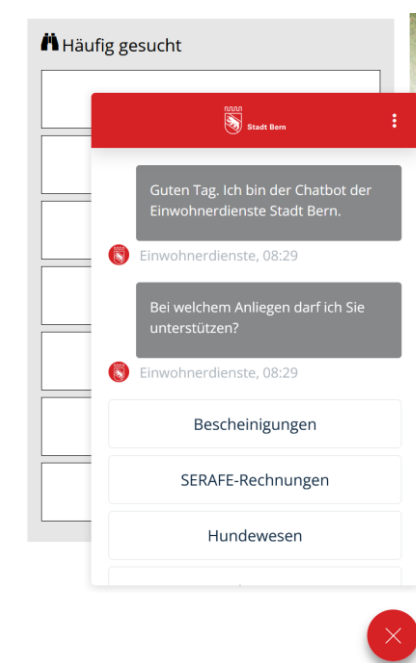 Häufig gesucht
Stadt Bern
Guten Tag. Ich bin der Chatbot der
Einwohnerdienste Stadt Bern.
Einwohnerdienste, 08:29
Bei welchem Anliegen darf ich Sie
unterstützen?
Einwohnerdienste, 08:29
Bescheinigungen
SERAFE-Rechnungen
Hundewesen